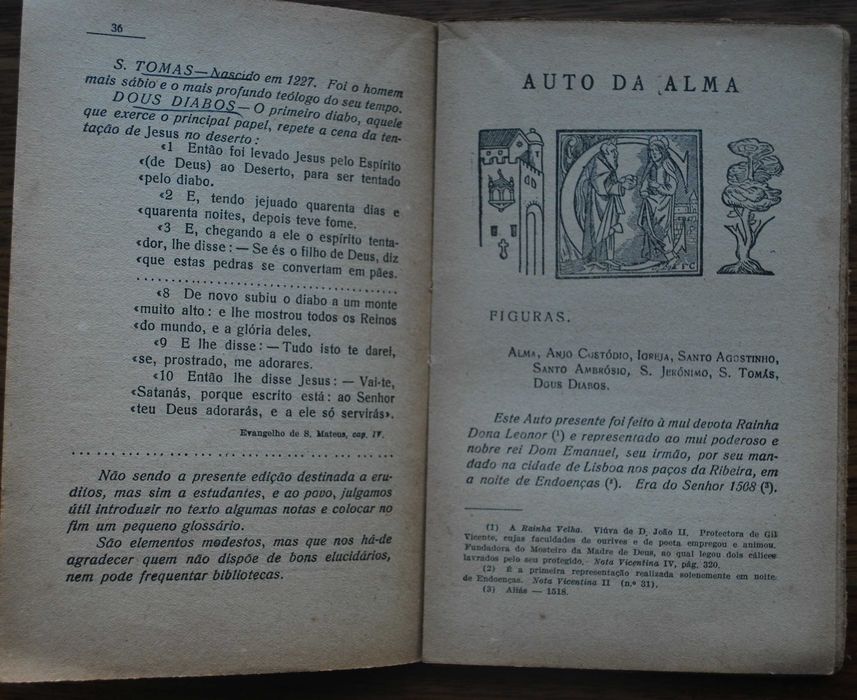 36
S. TOMAS—Nascido em 1227. Foi o homem
mais sábio e o mais profundo teólogo do seu tempo.
DOUS DIABOS—O primeiro diabo, aquele
que exerce o principal papel, repete a cena da ten-
tação de Jesus no deserto:
«1 Então foi levado Jesus pelo Espírito
«(de Deus) ao Deserto, para ser tentado
«pelo diabo.
«2 E, tendo jejuado quarenta dias e
«quarenta noites, depois teve fome.
«3 E, chegando a ele o espírito tenta-
«dor, lhe disse: — Se és o filho de Deus, diz
«que estas pedras se convertam em pães.
«8 De novo subiu o diabo a um monte
«muito alto: e lhe mostrou todos os Reinos
«do mundo, e a glória deles.
«9 E lhe disse: — Tudo isto te darei,
«se, prostrado, me adorares.
«10 Então lhe disse Jesus: — Vai-te,
«Satanás, porque escrito está: ao Senhor
«teu Deus adorarás, e a ele só servirás».
Evangelho de S. Mateus, cap. IV.
Não sendo a presente edição destinada a eru-
ditos, mas sim a estudantes, e ao povo, julgamos
útil introduzir no texto algumas notas e colocar no
fim um pequeno glossário.
São elementos modestos, mas que nos há-de
agradecer quem não dispõe de bons elucidários,
nem pode frequentar bibliotecas.
AUTO DA ALMA
FIGURAS.
ALMA, ANJO CUSTÓDIO, IGREJA, SANTO AGOSTINHO,
SANTO AMBRÓSIO, S. JERÓNIMO, S. TOMÁS,
DOUS DIABOS.
Este Auto presente foi feito à mui devota Rainha
Dona Leonor (¹) e representado ao mui poderoso e
nobre rei Dom Emanuel, seu irmão, por seu man-
dado na cidade de Lisboa nos paços da Ribeira, em
a noite de Endoenças (²). Era do Senhor 1508 (³).
(1) A Rainha Velha. Viúva de D. João II. Protectora de Gil
Vicente, cujas faculdades de ourives e de poeta empregou e animou.
Fundadora do Mosteiro da Madre de Deus, ao qual legou dois cálices
lavrados pelo seu protegido. Nota Vicentina IV, pág. 320.
(2) É a primeira representação realizada solenemente em noite
de Endoenças. Nota Vicentina II (n.º 31).
(3) Aliás — 1518.